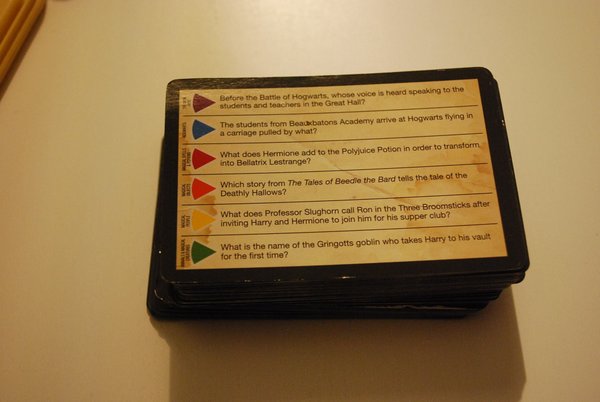 Before the Battle of Hogwarts, whose voice is heard speaking to the
students and teachers in the Great Hall?
HOGWARTS
The students from Beauxbatons Academy arrive at Hogwarts flying in
a carriage pulled by what?
What does Hermione add to the Polyjuice Potion in order to transform
into Bellatrix Lestrange?
Which story from The Tales of Beedle the Bard tells the tale of the
Deathly Hallows?
What does Professor Slughorn call Ron in the Three Broomsticks after
inviting Harry and Hermione to join him for his supper club?
What is the name of the Gringotts goblin who takes Harry to his vault
for the first time?